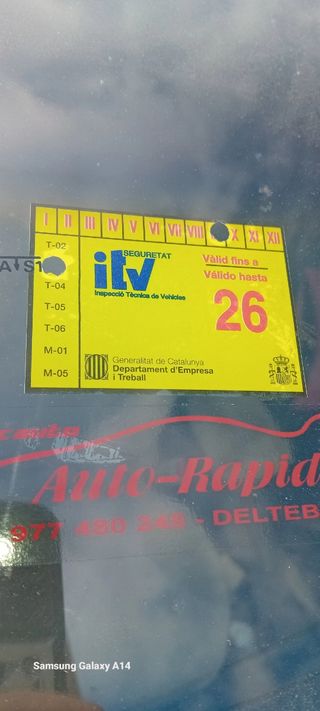 I II III IV V VI VII VIII X XI XII
T-02
T-04
T-05
T-06
M-01
M-05
SEGURETAT
itv
Inspecció Tècnica de Vehicles
Vàlid fins a
Válido hasta
26
Generalitat de Catalunya
Departament d'Empresa
i Treball
Auto-Rapid
977 480 245 - DELTEB
Samsung Galaxy A14